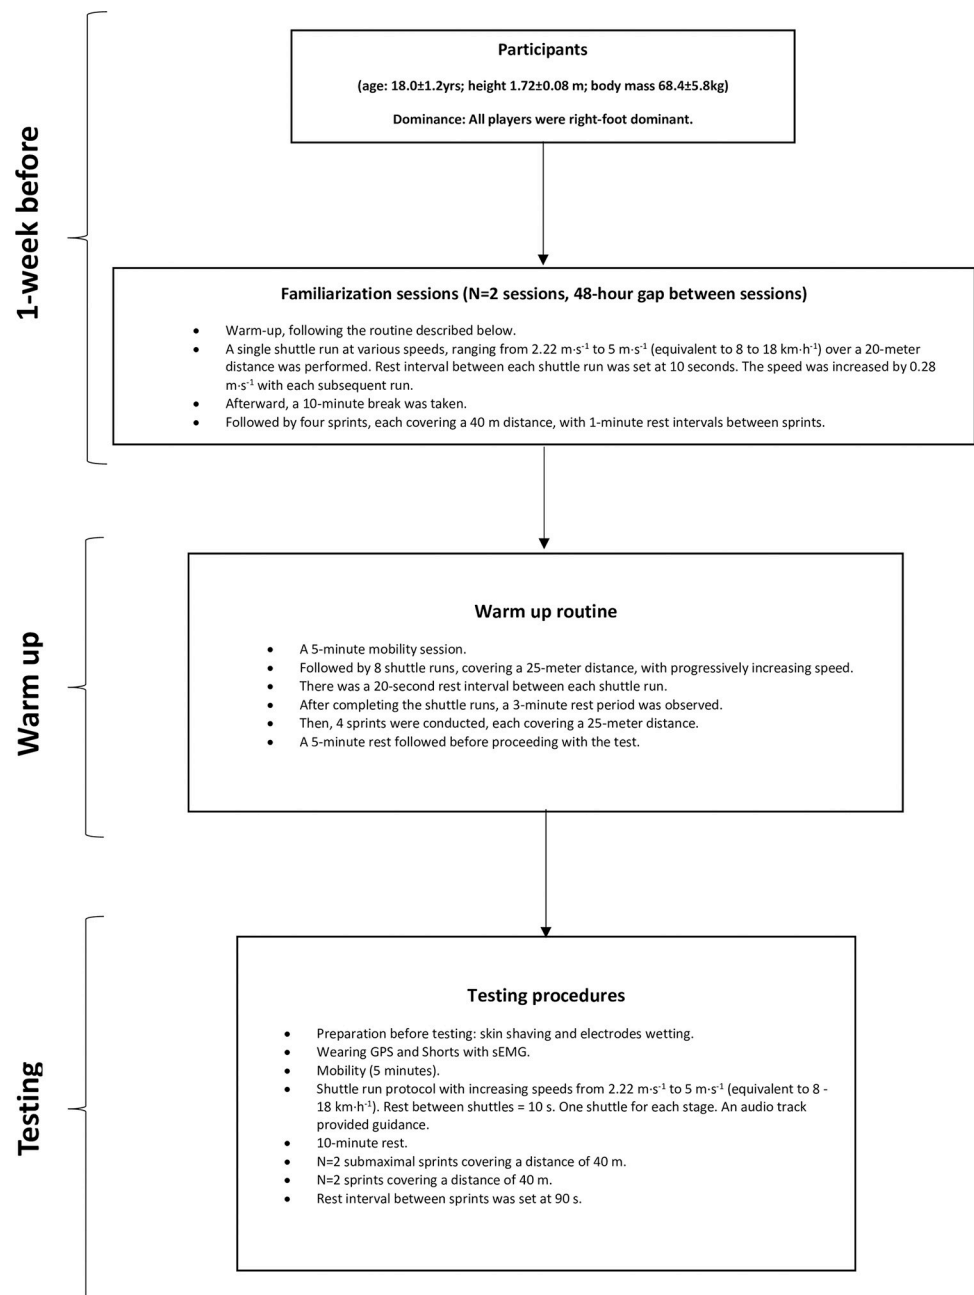 1-week before
Participants
(age: 18.0±1.2yrs; height 1.72±0.08 m; body mass 68.4±5.8kg)
Dominance: All players were right-foot dominant.
Familiarization sessions (N=2 sessions, 48-hour gap between sessions)
• Warm-up, following the routine described below.
• A single shuttle run at various speeds, ranging from 2.22 m·s⁻¹ to 5 m·s⁻¹ (equivalent to 8 to 18 km·h⁻¹) over a 20-meter
distance was performed. Rest interval between each shuttle run was set at 10 seconds. The speed was increased by 0.28
m·s⁻¹ with each subsequent run.
• Afterward, a 10-minute break was taken.
• Followed by four sprints, each covering a 40 m distance, with 1-minute rest intervals between sprints.
Warm up
Warm up routine
• A 5-minute mobility session.
• Followed by 8 shuttle runs, covering a 25-meter distance, with progressively increasing speed.
• There was a 20-second rest interval between each shuttle run.
• After completing the shuttle runs, a 3-minute rest period was observed.
• Then, 4 sprints were conducted, each covering a 25-meter distance.
• A 5-minute rest followed before proceeding with the test.
Testing
Testing procedures
• Preparation before testing: skin shaving and electrodes wetting.
• Wearing GPS and Shorts with sEMG.
• Mobility (5 minutes).
• Shuttle run protocol with increasing speeds from 2.22 m·s⁻¹ to 5 m·s⁻¹ (equivalent to 8 -
18 km·h⁻¹). Rest between shuttles = 10 s. One shuttle for each stage. An audio track
provided guidance.
• 10-minute rest.
• N=2 submaximal sprints covering a distance of 40 m.
• N=2 sprints covering a distance of 40 m.
• Rest interval between sprints was set at 90 s.